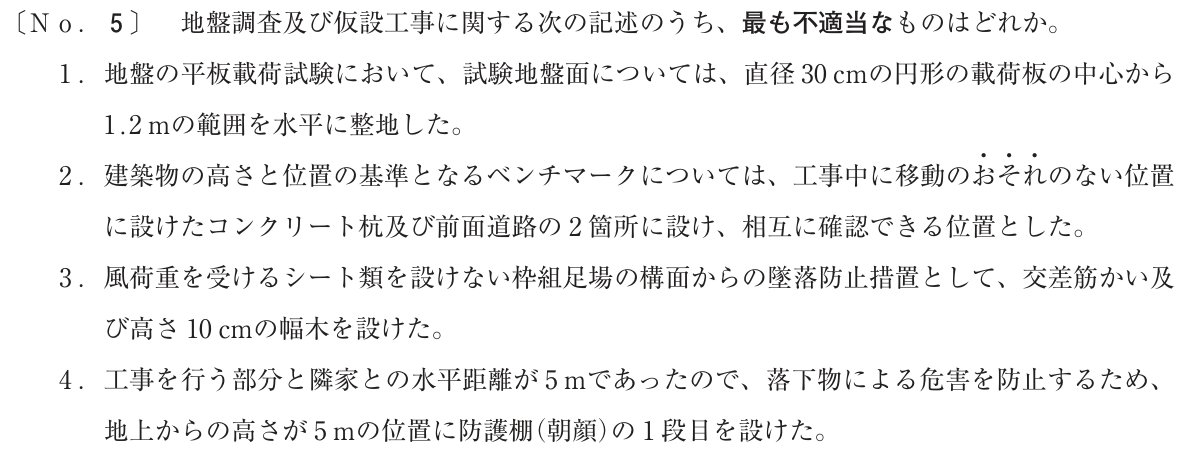 〔Ｎｏ．５〕　地盤調査及び仮設工事に関する次の記述のうち、最も不適当なものはどれか。
１．地盤の平板載荷試験において、試験地盤面については、直径30 cmの円形の載荷板の中心から
1.2 mの範囲を水平に整地した。
２．建築物の高さと位置の基準となるベンチマークについては、工事中に移動のおそれのない位置
に設けたコンクリート杭及び前面道路の２箇所に設け、相互に確認できる位置とした。
３．風荷重を受けるシート類を設けない枠組足場の構面からの墜落防止措置として、交差筋かい及
び高さ10 cmの幅木を設けた。
４．工事を行う部分と隣家との水平距離が５mであったので、落下物による危害を防止するため、
地上からの高さが５mの位置に防護棚(朝顔)の１段目を設けた。